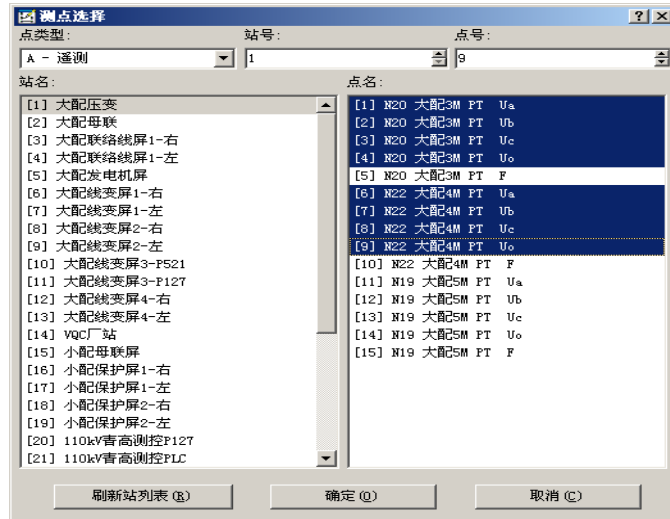 测点选择
点类型: 站号: 点号:
A - 遥测 1 9
站名: 点名:
[1] 大配压变
[2] 大配母联
[3] 大配联络线屏1-右
[4] 大配联络线屏1-左
[5] 大配发电机屏
[6] 大配线变屏1-右
[7] 大配线变屏1-左
[8] 大配线变屏2-右
[9] 大配线变屏2-左
[10] 大配线变屏3-P521
[11] 大配线变屏3-P127
[12] 大配线变屏4-右
[13] 大配线变屏4-左
[14] VQC厂站
[15] 小配母联屏
[16] 小配保护屏1-右
[17] 小配保护屏1-左
[18] 小配保护屏2-右
[19] 小配保护屏2-左
[20] 110kV青高测控P127
[21] 110kV青高测控PLC
[1] N20 大配3M PT Ua
[2] N20 大配3M PT Ub
[3] N20 大配3M PT Uc
[4] N20 大配3M PT Uo
[5] N20 大配3M PT F
[6] N22 大配4M PT Ua
[7] N22 大配4M PT Ub
[8] N22 大配4M PT Uc
[9] N22 大配4M PT Uo
[10] N22 大配4M PT F
[11] N19 大配5M PT Ua
[12] N19 大配5M PT Ub
[13] N19 大配5M PT Uc
[14] N19 大配5M PT Uo
[15] N19 大配5M PT F
刷新站列表(R) 确定(O) 取消(C)